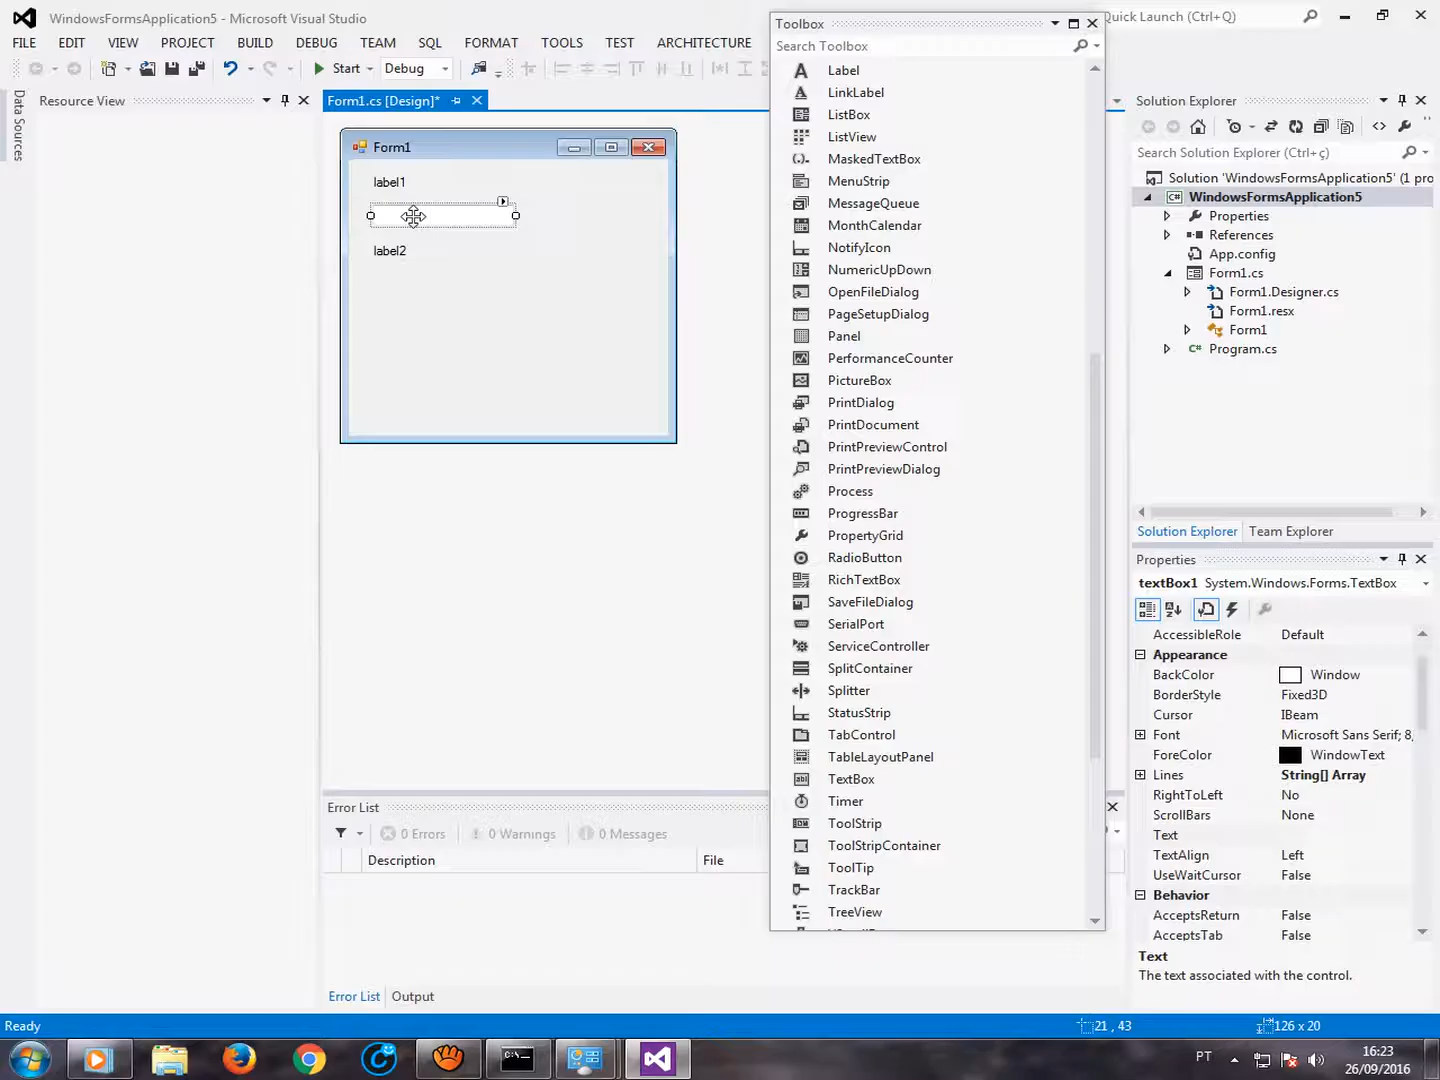 WindowsFormsApplication5 - Microsoft Visual Studio
Quick Launch (Ctrl+Q)
FILE EDIT VIEW PROJECT BUILD DEBUG TEAM SQL FORMAT TOOLS TEST ARCHITECTURE
Start Debug
Data Sources
Resource View
Form1.cs [Design]*
Form1
label1
label2
Toolbox
Search Toolbox
Label
LinkLabel
ListBox
ListView
MaskedTextBox
MenuStrip
MessageQueue
MonthCalendar
NotifyIcon
NumericUpDown
OpenFileDialog
PageSetupDialog
Panel
PerformanceCounter
PictureBox
PrintDialog
PrintDocument
PrintPreviewControl
PrintPreviewDialog
Process
ProgressBar
PropertyGrid
RadioButton
RichTextBox
SaveFileDialog
SerialPort
ServiceController
SplitContainer
Splitter
StatusStrip
TabControl
TableLayoutPanel
TextBox
Timer
ToolStrip
ToolStripContainer
ToolTip
TrackBar
TreeView
Solution Explorer
Search Solution Explorer (Ctrl+ç)
Solution 'WindowsFormsApplication5' (1 pro
WindowsFormsApplication5
Properties
References
App.config
Form1.cs
Form1.Designer.cs
Form1.resx
Form1
Program.cs
Solution Explorer Team Explorer
Properties
textBox1 System.Windows.Forms.TextBox
AccessibleRole Default
Appearance
BackColor Window
BorderStyle Fixed3D
Cursor IBeam
Font Microsoft Sans Serif; 8,
ForeColor WindowText
Lines String[] Array
RightToLeft No
ScrollBars None
Text
TextAlign Left
UseWaitCursor False
Behavior
AcceptsReturn False
AcceptsTab False
Text
The text associated with the control.
Error List
0 Errors 0 Warnings 0 Messages
Description File
Error List Output
Ready 21 , 43 126 x 20
PT 16:23
26/09/2016